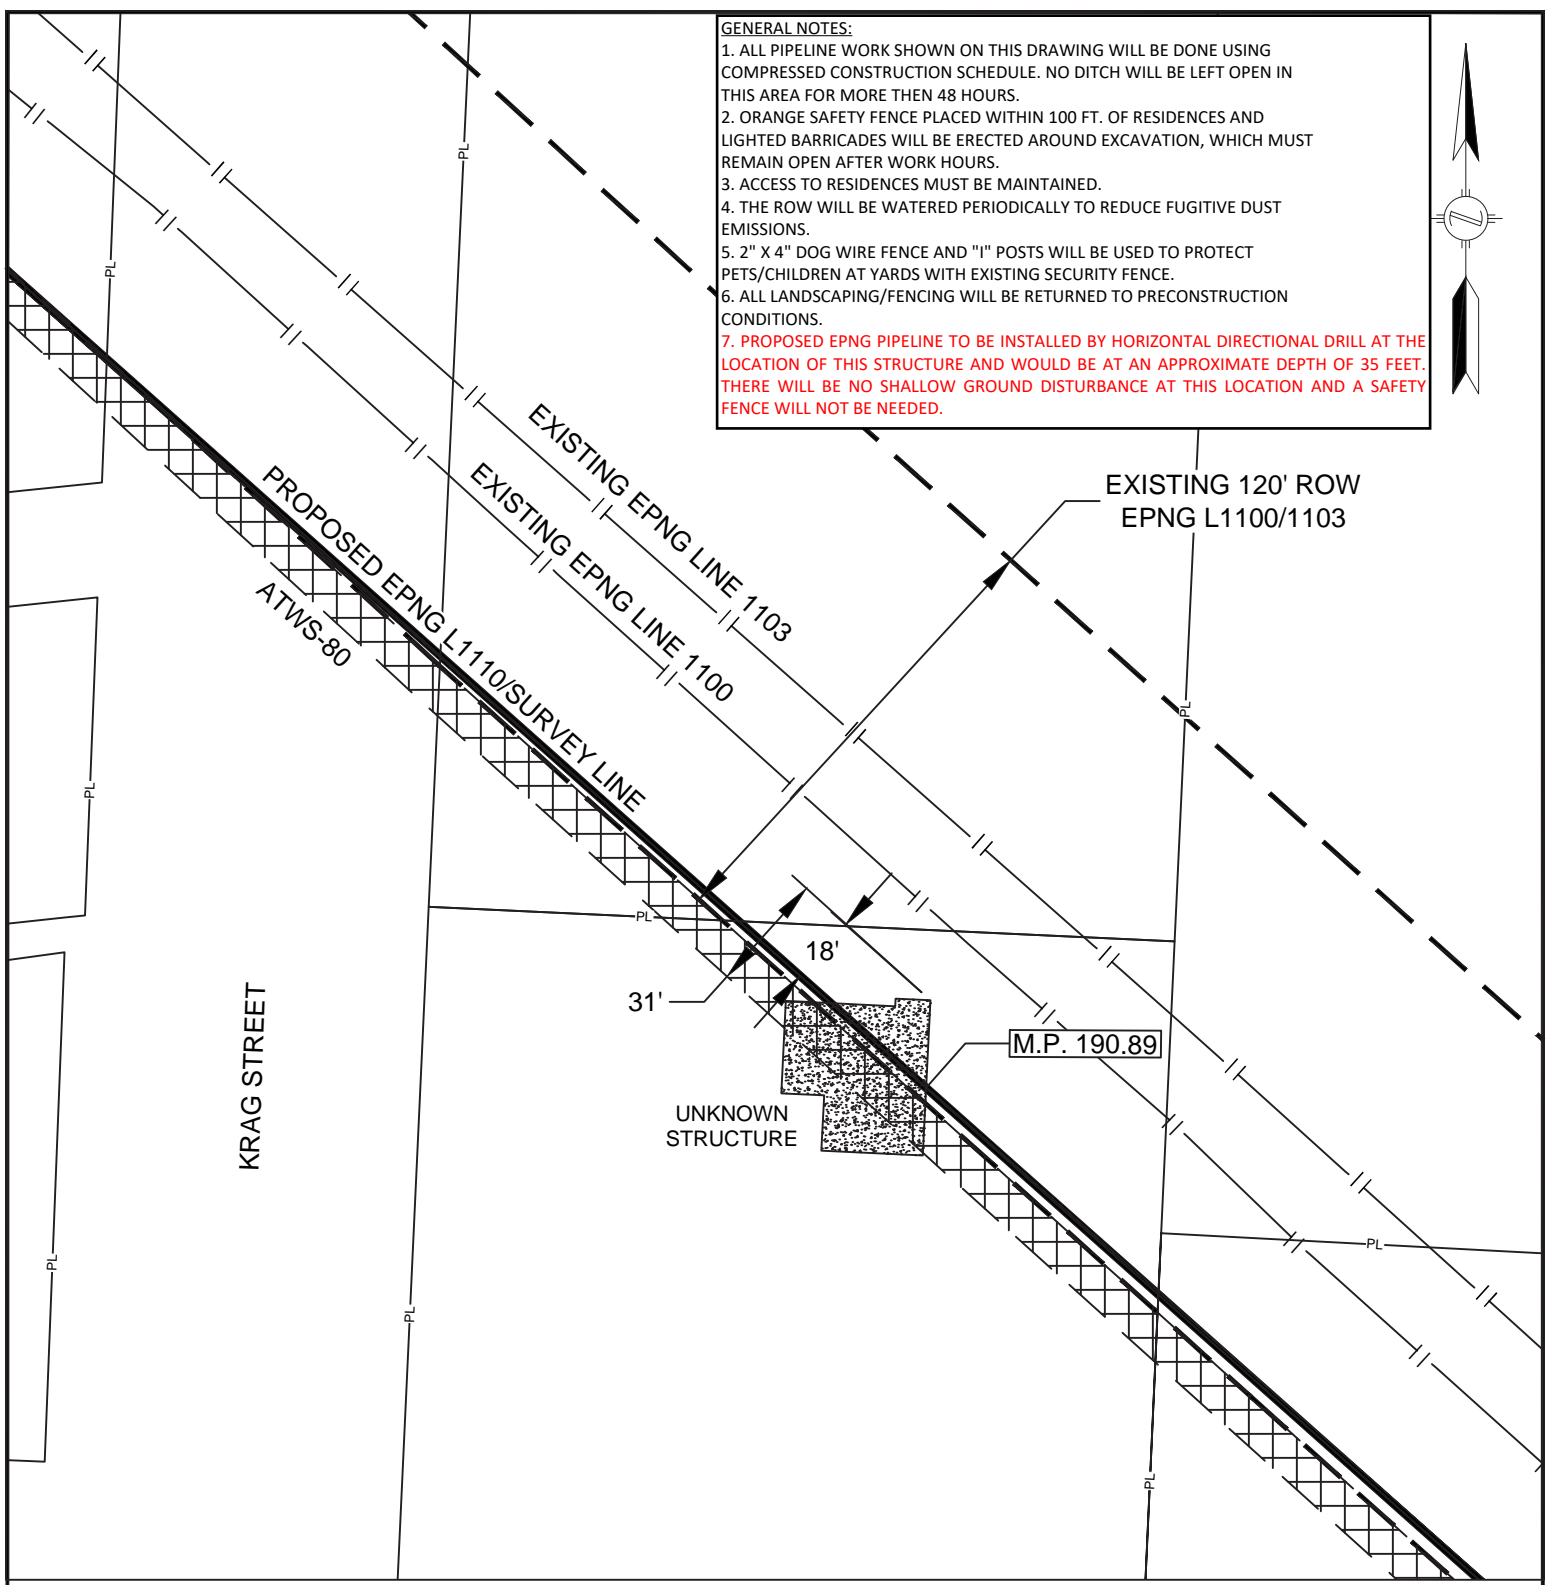 GENERAL NOTES:
1. ALL PIPELINE WORK SHOWN ON THIS DRAWING WILL BE DONE USING
COMPRESSED CONSTRUCTION SCHEDULE. NO DITCH WILL BE LEFT OPEN IN
THIS AREA FOR MORE THEN 48 HOURS.
2. ORANGE SAFETY FENCE PLACED WITHIN 100 FT. OF RESIDENCES AND
LIGHTED BARRICADES WILL BE ERECTED AROUND EXCAVATION, WHICH MUST
REMAIN OPEN AFTER WORK HOURS.
3. ACCESS TO RESIDENCES MUST BE MAINTAINED.
4. THE ROW WILL BE WATERED PERIODICALLY TO REDUCE FUGITIVE DUST
EMISSIONS.
5. 2" X 4" DOG WIRE FENCE AND "I" POSTS WILL BE USED TO PROTECT
PETS/CHILDREN AT YARDS WITH EXISTING SECURITY FENCE.
6. ALL LANDSCAPING/FENCING WILL BE RETURNED TO PRECONSTRUCTION
CONDITIONS.
7. PROPOSED EPNG PIPELINE TO BE INSTALLED BY HORIZONTAL DIRECTIONAL DRILL AT THE
LOCATION OF THIS STRUCTURE AND WOULD BE AT AN APPROXIMATE DEPTH OF 35 FEET.
THERE WILL BE NO SHALLOW GROUND DISTURBANCE AT THIS LOCATION AND A SAFETY
FENCE WILL NOT BE NEEDED.
PL
PL
N
EXISTING EPNG LINE 1103
EXISTING EPNG LINE 1100
PROPOSED EPNG L1110/SURVEY LINE
ATWS-80
EXISTING 120' ROW
EPNG L1100/1103
PL
PL
PL
18'
31'
M.P. 190.89
UNKNOWN
STRUCTURE
KRAG STREET
PL
PL
PL
PL